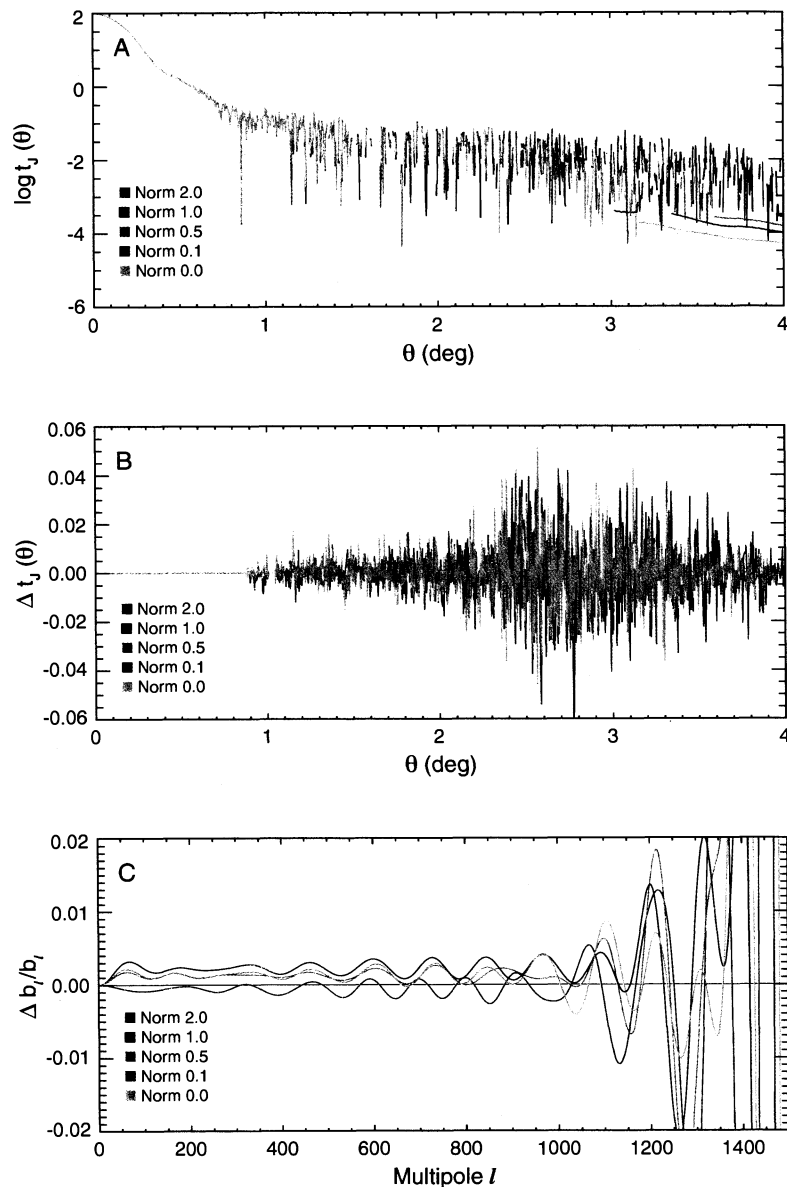 A
log t_J (θ)
2
0
-2
-4
-6
■ Norm 2.0
■ Norm 1.0
■ Norm 0.5
■ Norm 0.1
■ Norm 0.0
0 1 2 3 4
θ (deg)
B
Δ t_J (θ)
0.06
0.04
0.02
0.00
-0.02
-0.04
-0.06
■ Norm 2.0
■ Norm 1.0
■ Norm 0.5
■ Norm 0.1
■ Norm 0.0
0 1 2 3 4
θ (deg)
C
Δ b_l/b_l
0.02
0.01
0.00
-0.01
-0.02
■ Norm 2.0
■ Norm 1.0
■ Norm 0.5
■ Norm 0.1
■ Norm 0.0
0 200 400 600 800 1000 1200 1400
Multipole l